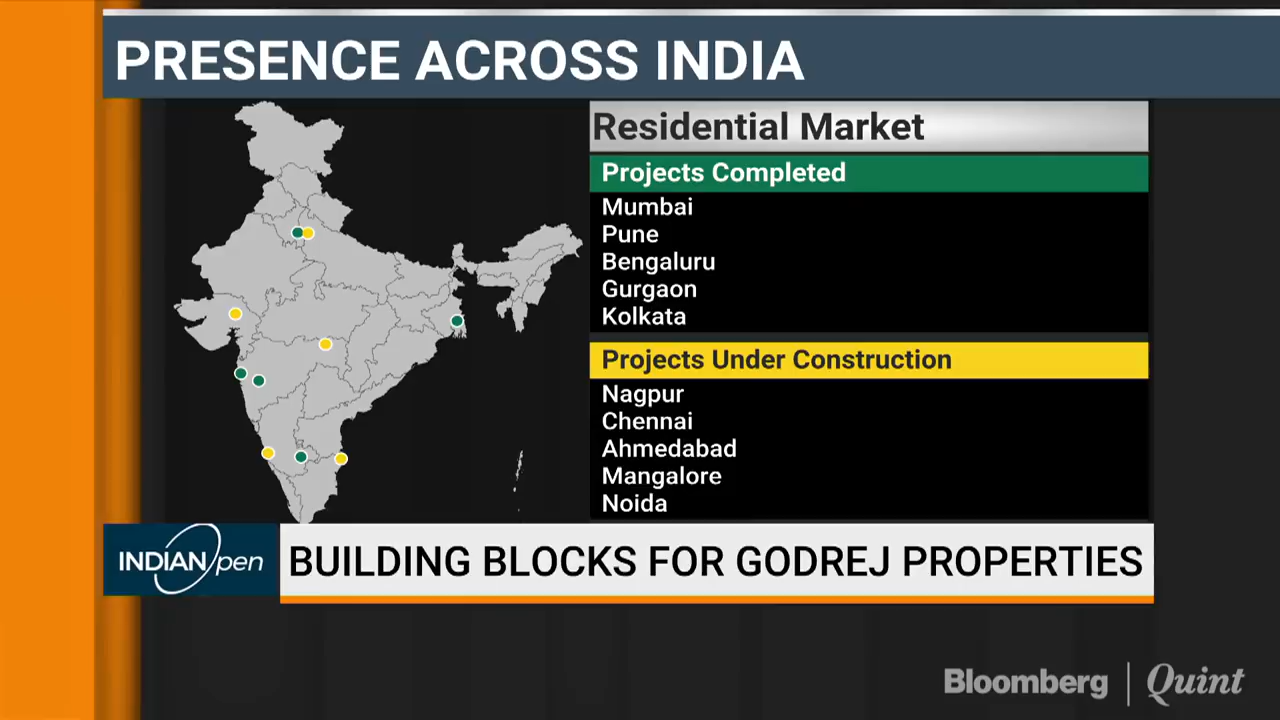 PRESENCE ACROSS INDIA
Residential Market
Projects Completed
Mumbai
Pune
Bengaluru
Gurgaon
Kolkata
Projects Under Construction
Nagpur
Chennai
Ahmedabad
Mangalore
Noida
INDIAN Open
BUILDING BLOCKS FOR GODREJ PROPERTIES
Bloomberg | Quint